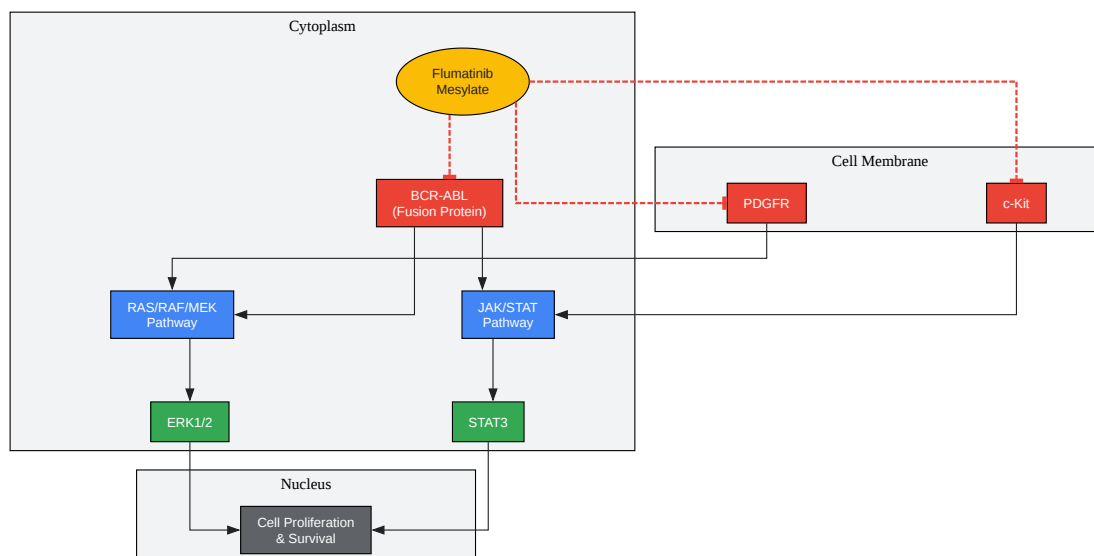 Cytoplasm
Flumatinib
Mesylate
Cell Membrane
BCR-ABL
(Fusion Protein)
PDGFR
c-Kit
RAS/RAF/MEK
Pathway
JAK/STAT
Pathway
ERK1/2
STAT3
Nucleus
Cell Proliferation
& Survival